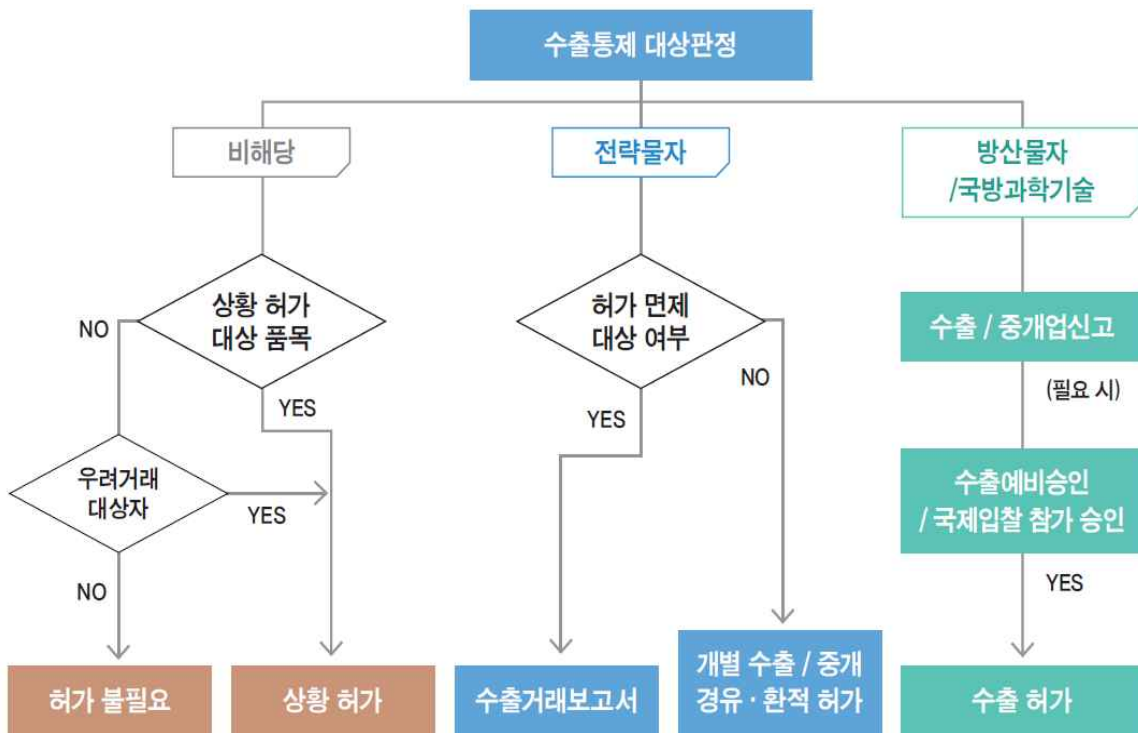 수출통제 대상판정
비해당
전략물자
방산물자
/국방과학기술
상황 허가
대상 품목
NO
YES
허가 면제
대상 여부
NO
YES
수출 / 중개업신고
(필요 시)
우려거래
대상자
YES
NO
수출예비승인
/ 국제입찰 참가 승인
YES
허가 불필요
상황 허가
수출거래보고서
개별 수출 / 중개
경유 · 환적 허가
수출 허가